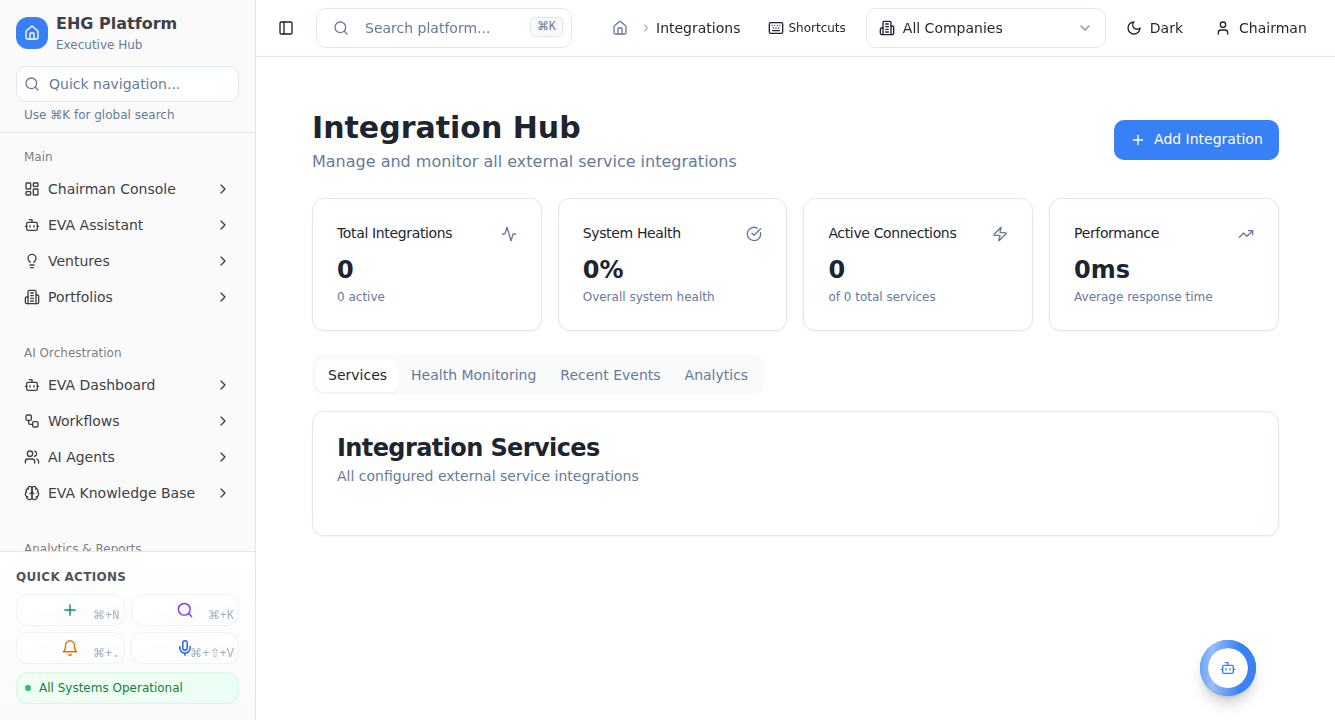 EHG Platform
Executive Hub
Quick navigation...
Use ⌘K for global search
Main
Chairman Console
EVA Assistant
Ventures
Portfolios
AI Orchestration
EVA Dashboard
Workflows
AI Agents
EVA Knowledge Base
Analytics & Reports
QUICK ACTIONS
⌘+N
⌘+K
⌘+.
⌘+⇧+V
All Systems Operational
Search platform...
⌘K
Integrations
Shortcuts
All Companies
Dark
Chairman
Integration Hub
Manage and monitor all external service integrations
Add Integration
Total Integrations
0
0 active
System Health
0%
Overall system health
Active Connections
0
of 0 total services
Performance
0ms
Average response time
Services
Health Monitoring
Recent Events
Analytics
Integration Services
All configured external service integrations